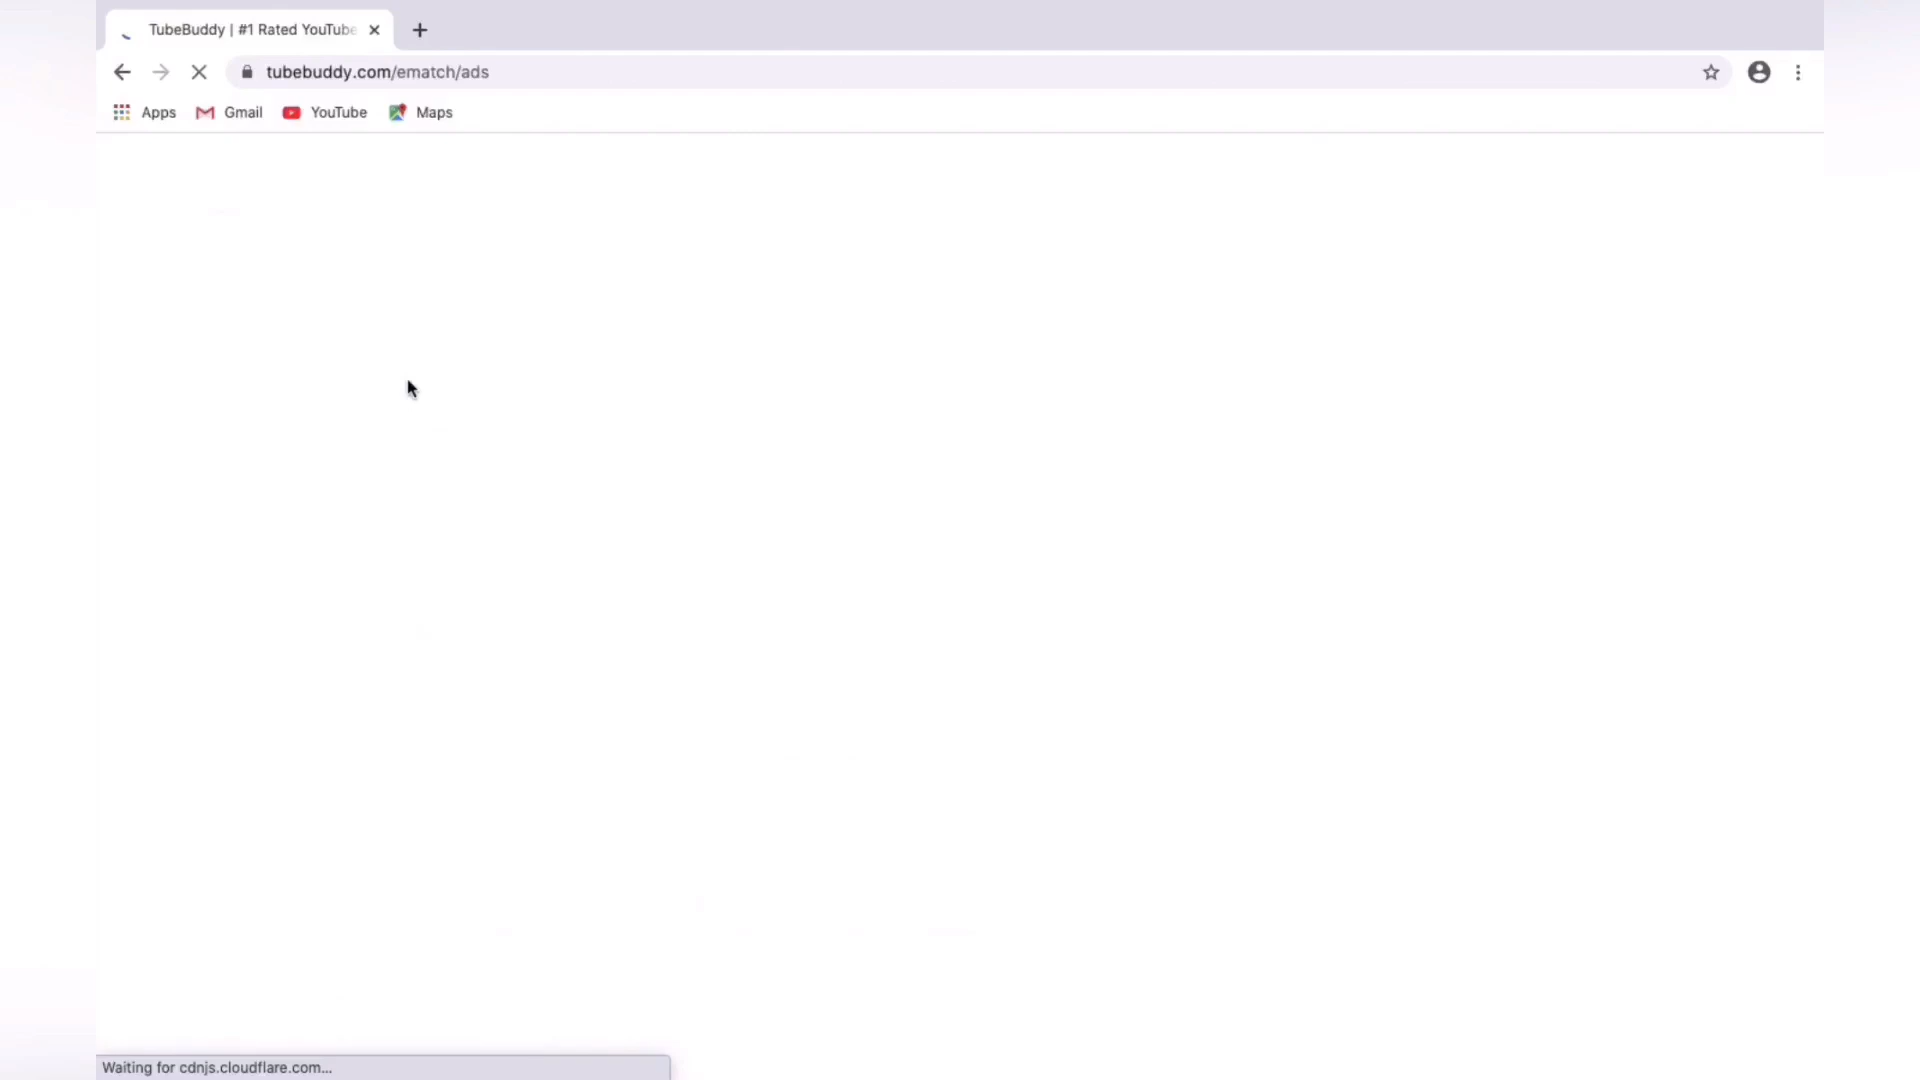 TubeBuddy | #1 Rated YouTube
tubebuddy.com/ematch/ads
Apps Gmail YouTube Maps
Waiting for cdnjs.cloudflare.com...